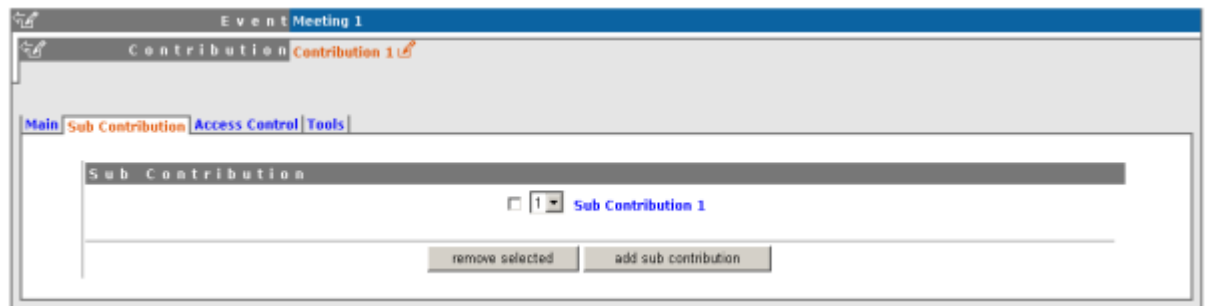 Event Meeting 1
Contribution Contribution 1
Main Sub Contribution Access Control Tools
Sub Contribution
1 Sub Contribution 1
remove selected add sub contribution